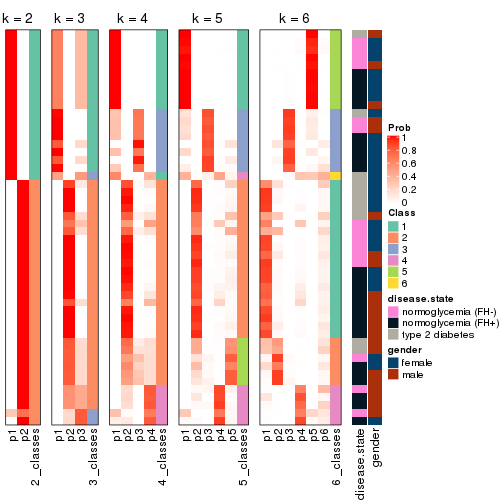 k = 2 k = 3 k = 4 k = 5 k = 6
Prob
1
0.8
0.6
0.4
0.2
0
Class
1
2
3
4
5
6
disease.state
normoglycemia (FH-)
normoglycemia (FH+)
type 2 diabetes
gender
female
male
p1 p2 2_classes p1 p2 p3 3_classes p1 p2 p3 p4 4_classes p1 p2 p3 p4 p5 5_classes p1 p2 p3 p4 p5 p6 6_classes disease.state gender